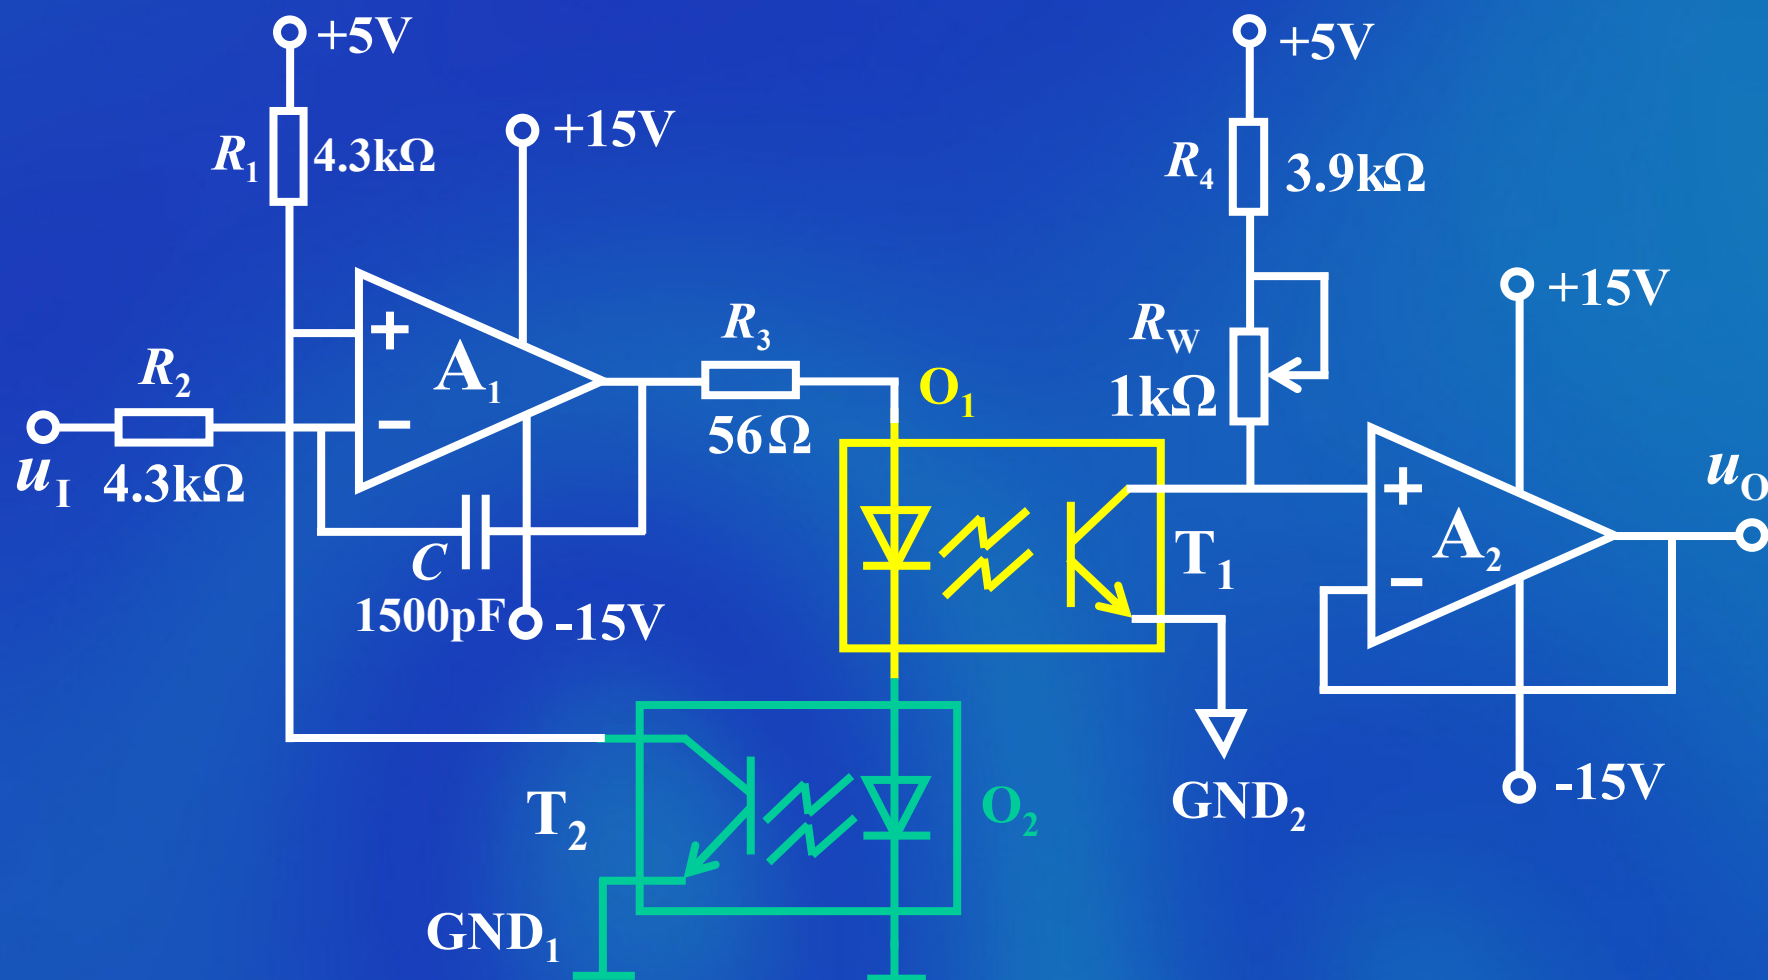 +5V
R1 4.3kΩ
+15V
+
A1
−
R2
uI 4.3kΩ
C
1500pF
-15V
R3
56Ω
O1
T1
GND2
+5V
R4 3.9kΩ
RW
1kΩ
+15V
+
A2
−
uO
-15V
T2
O2
GND1